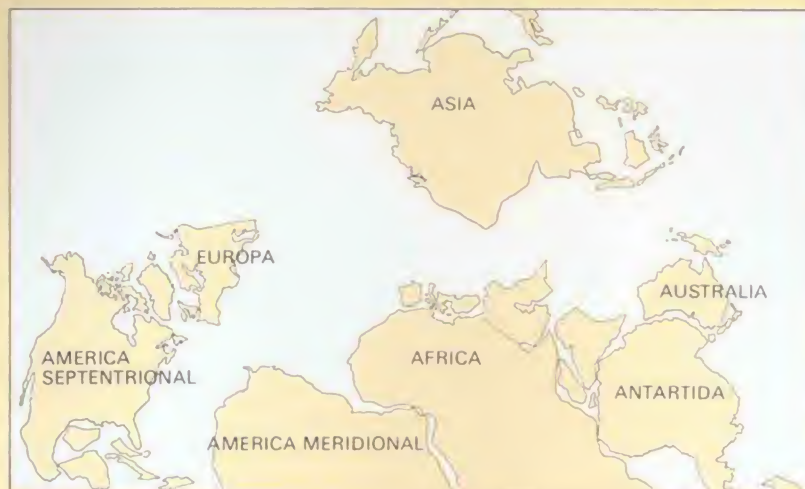 ASIA
EUROPA
AUSTRALIA
AMERICA
SEPTENTRIONAL
AFRICA
ANTARTIDA
AMERICA MERIDIONAL